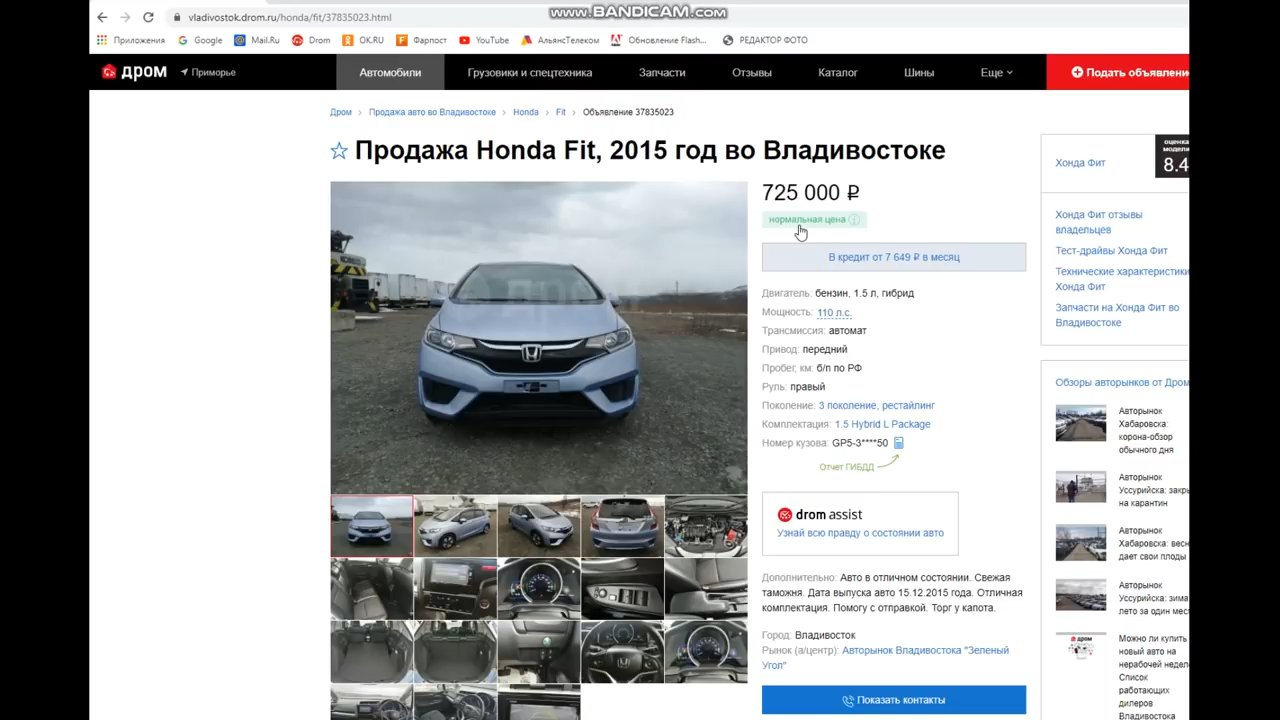 www.BANDICAM.com
vladivostok.drom.ru/honda/fit/37835023.html
Приложения Google Mail.Ru Drom OK.RU Фарпост YouTube АльянсТелеком Обновление Flash... РЕДАКТОР ФОТО
дром Приморье Автомобили Грузовики и спецтехника Запчасти Отзывы Каталог Шины Еще Подать объявлени
Дром Продажа авто во Владивостоке Honda Fit Объявление 37835023
Продажа Honda Fit, 2015 год во Владивостоке
725 000 ₽
нормальная цена
В кредит от 7 649 ₽ в месяц
Двигатель: бензин, 1.5 л, гибрид
Мощность: 110 л.с.
Трансмиссия: автомат
Привод: передний
Пробег, км: б/п по РФ
Руль: правый
Поколение: 3 поколение, рестайлинг
Комплектация: 1.5 Hybrid L Package
Номер кузова: GP5-3****50
Отчет ГИБДД
drom assist
Узнай всю правду о состоянии авто
Дополнительно: Авто в отличном состоянии. Свежая
таможня. Дата выпуска авто 15.12.2015 года. Отличная
комплектация. Помогу с отправкой. Торг у капота.
Город: Владивосток
Рынок (а/центр): Авторынок Владивостока "Зеленый
Угол"
Показать контакты
Хонда Фит
оценка
модели
8.4
Хонда Фит отзывы
владельцев
Тест-драйвы Хонда Фит
Технические характеристики
Хонда Фит
Запчасти на Хонда Фит во
Владивостоке
Обзоры авторынков от Дром
Авторынок
Хабаровска:
корона-обзор
обычного дня
Авторынок
Уссурийска: закры
на карантин
Авторынок
Хабаровска: весн
дает свои плоды
Авторынок
Уссурийска: зима
лето за один мес
Можно ли купить
новый авто на
нерабочей недел
Список
работающих
дилеров
Владивостока